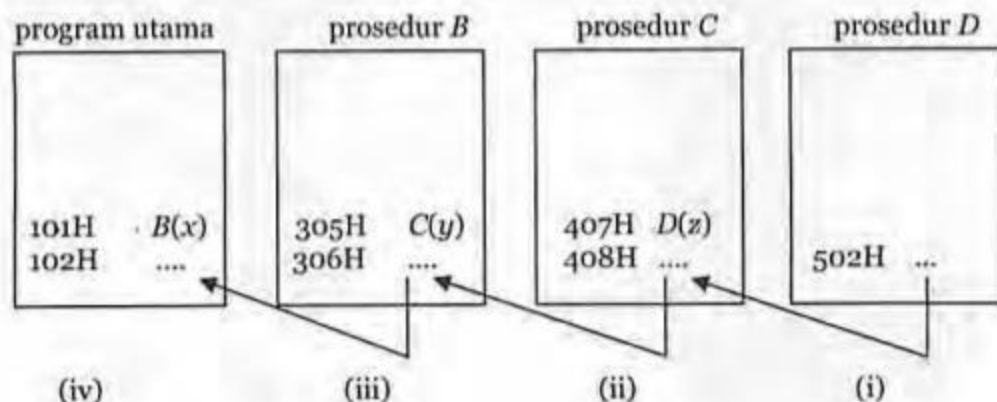 program utama prosedur B prosedur C prosedur D
101H B(x) 305H C(y) 407H D(z)
102H .... 306H .... 408H .... 502H ...
(iv) (iii) (ii) (i)